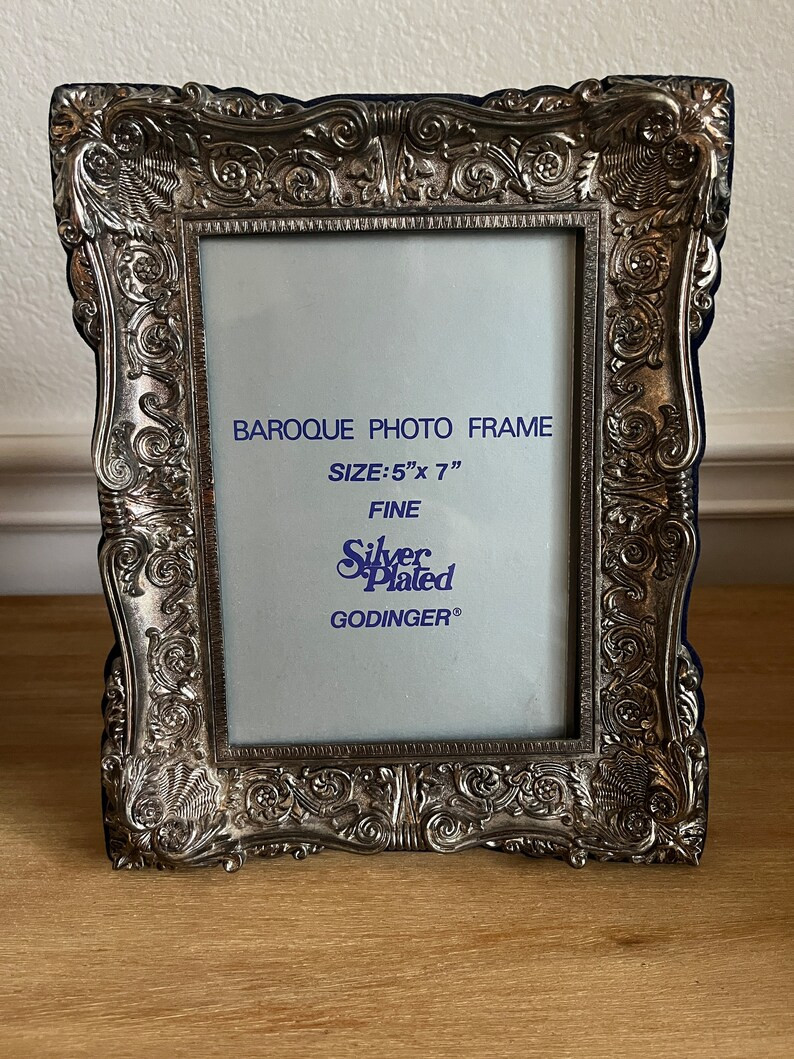 BAROQUE PHOTO FRAME
SIZE: 5" x 7"
FINE
Silver
Plated
GODINGER®